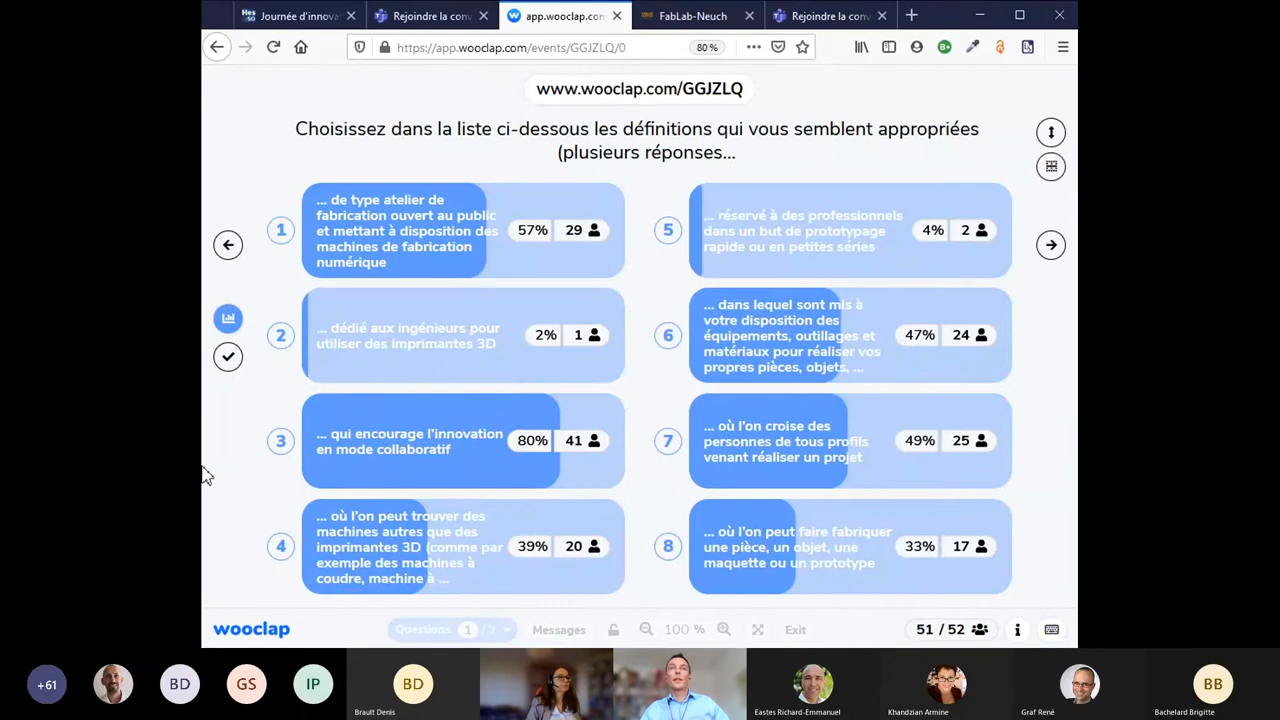 Journée d'innova
Rejoindre la conv
app.wooclap.com
FabLab-Neuch
Rejoindre la conv
https://app.wooclap.com/events/GGJZLQ/0
80 %
www.wooclap.com/GGJZLQ
Choisissez dans la liste ci-dessous les définitions qui vous semblent appropriées
(plusieurs réponses...
1
... de type atelier de
fabrication ouvert au public
et mettant à disposition des
machines de fabrication
numérique
57% 29
2
... dédié aux ingénieurs pour
utiliser des imprimantes 3D
2% 1
3
... qui encourage l'innovation
en mode collaboratif
80% 41
4
... où l'on peut trouver des
machines autres que des
imprimantes 3D (comme par
exemple des machines à
coudre, machine à ...
39% 20
5
... réservé à des professionnels
dans un but de prototypage
rapide ou en petites séries
4% 2
6
... dans lequel sont mis à
votre disposition des
équipements, outillages et
matériaux pour réaliser vos
propres pièces, objets, ...
47% 24
7
... où l'on croise des
personnes de tous profils
venant réaliser un projet
49% 25
8
... où l'on peut faire fabriquer
une pièce, un objet, une
maquette ou un prototype
33% 17
wooclap
Questions 1 / 2
Messages
100 %
Exit
51 / 52
+61
BD
GS
IP
BD
Brault Denis
Eastes Richard-Emmanuel
Khandzian Armine
Graf René
BB
Bachelard Brigitte